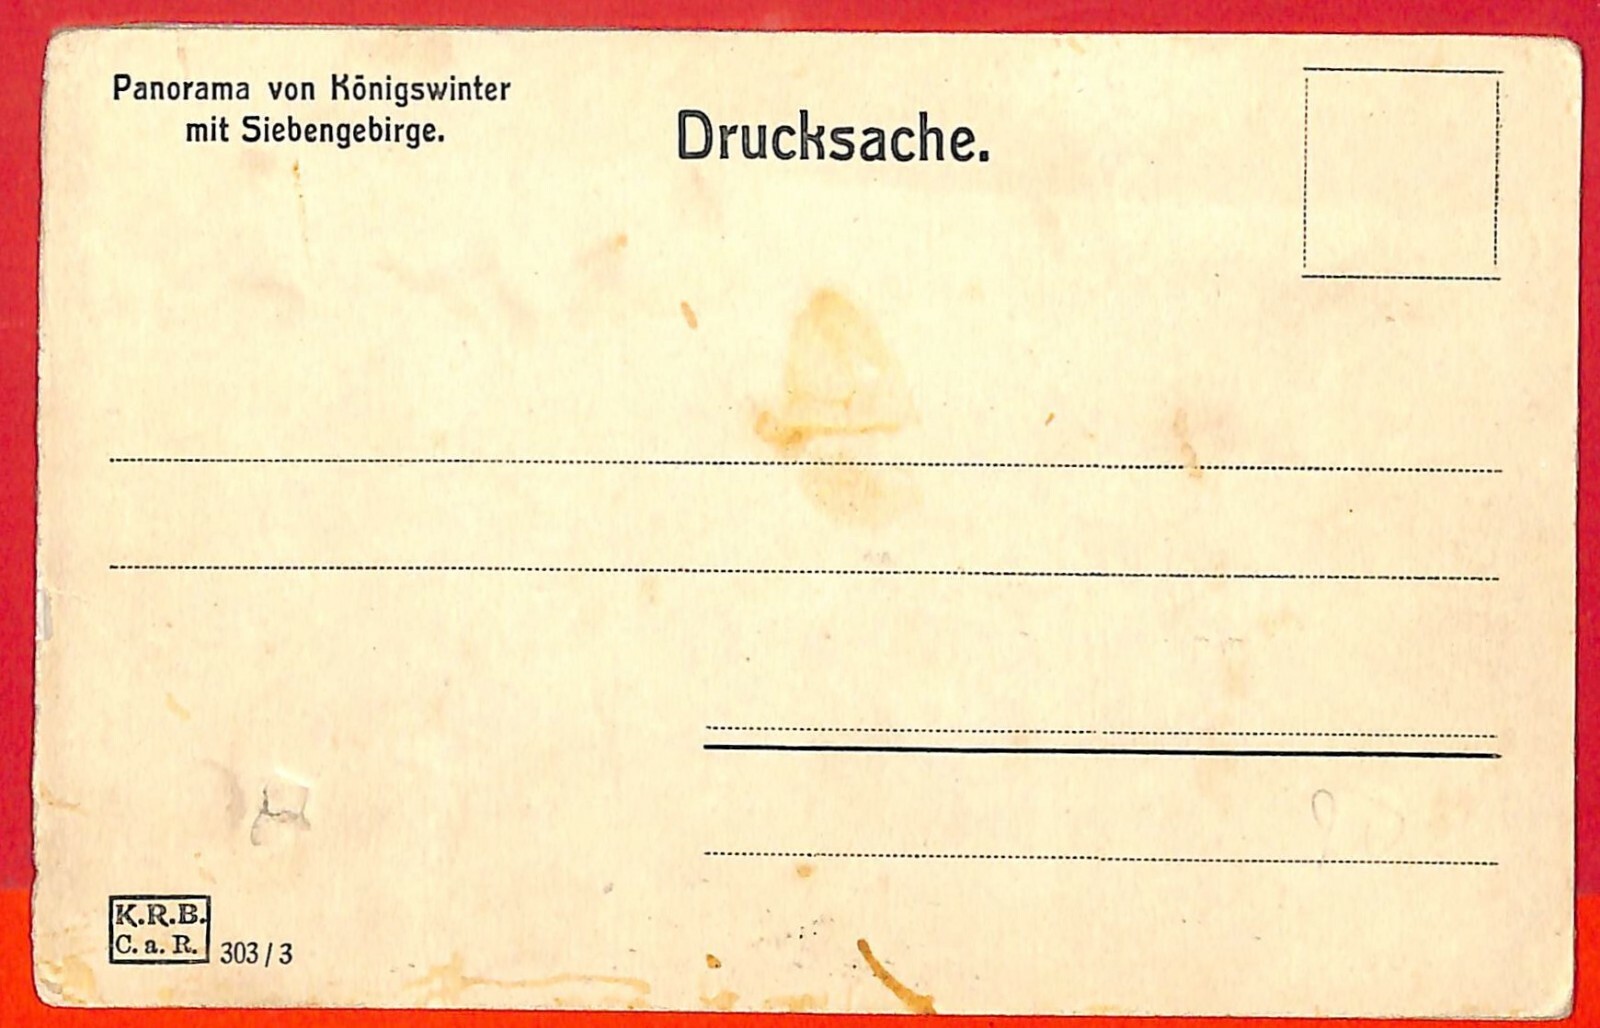 Panorama von Königswinter
mit Siebengebirge.
Drucksache.
K.R.B.
C. a. R.
303/3